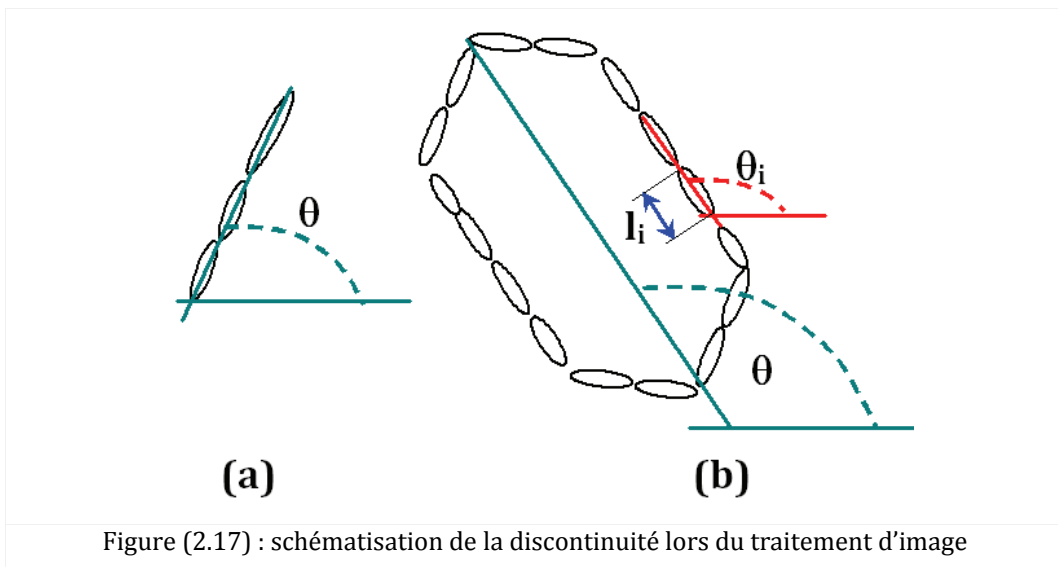 θ
θi
li
θ
(a)
(b)
Figure (2.17) : schématisation de la discontinuité lors du traitement d’image